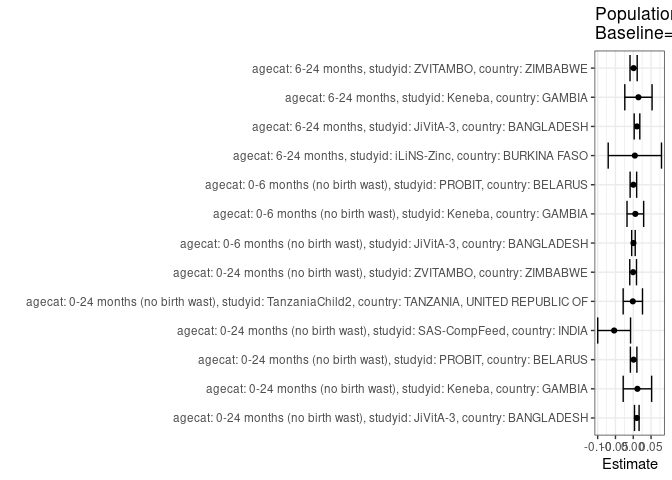 Population
Baseline=
agecat: 6-24 months, studyid: ZVITAMBO, country: ZIMBABWE
agecat: 6-24 months, studyid: Keneba, country: GAMBIA
agecat: 6-24 months, studyid: JiVitA-3, country: BANGLADESH
agecat: 6-24 months, studyid: iLiNS-Zinc, country: BURKINA FASO
agecat: 0-6 months (no birth wast), studyid: PROBIT, country: BELARUS
agecat: 0-6 months (no birth wast), studyid: Keneba, country: GAMBIA
agecat: 0-6 months (no birth wast), studyid: JiVitA-3, country: BANGLADESH
agecat: 0-24 months (no birth wast), studyid: ZVITAMBO, country: ZIMBABWE
agecat: 0-24 months (no birth wast), studyid: TanzaniaChild2, country: TANZANIA, UNITED REPUBLIC OF
agecat: 0-24 months (no birth wast), studyid: SAS-CompFeed, country: INDIA
agecat: 0-24 months (no birth wast), studyid: PROBIT, country: BELARUS
agecat: 0-24 months (no birth wast), studyid: Keneba, country: GAMBIA
agecat: 0-24 months (no birth wast), studyid: JiVitA-3, country: BANGLADESH
-0.10 -0.05 0.00 0.05
Estimate